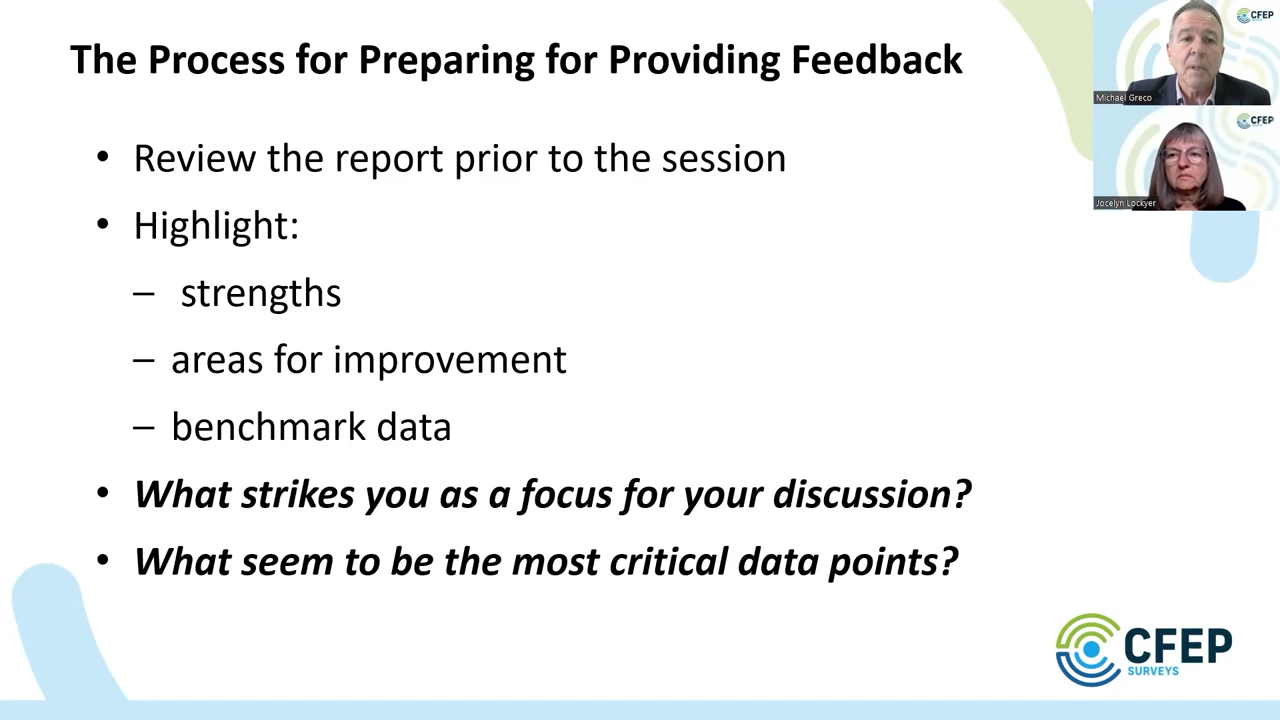 The Process for Preparing for Providing Feedback
• Review the report prior to the session
• Highlight:
– strengths
– areas for improvement
– benchmark data
• What strikes you as a focus for your discussion?
• What seem to be the most critical data points?
CFEP
Michael Greco
CFEP
Jocelyn Lockyer
CFEP
SURVEYS